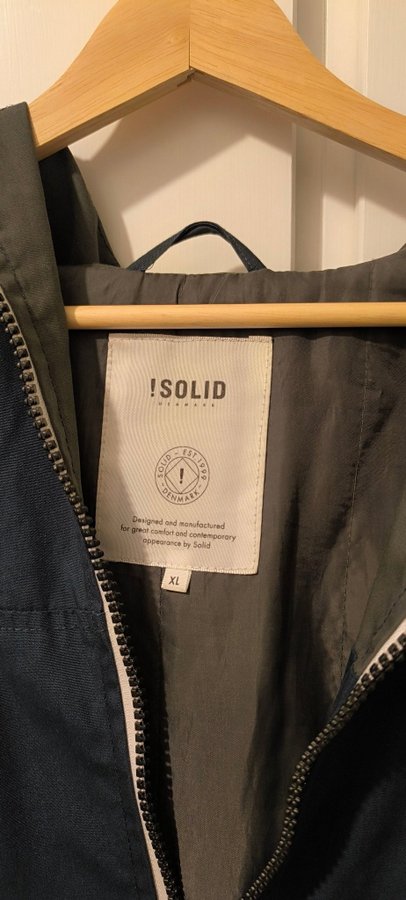 !SOLID
DENMARK
SOLID – EST 1999
– DENMARK –
!
Designed and manufactured
for great comfort and contemporary
appearance by Solid
XL